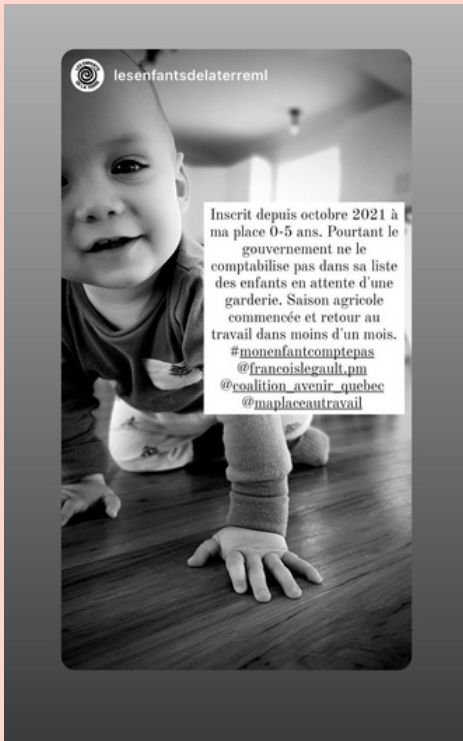 lesenfantsdelaterreml
Inscrit depuis octobre 2021 à
ma place 0-5 ans. Pourtant le
gouvernement ne le
comptabilise pas dans sa liste
des enfants en attente d'une
garderie. Saison agricole
commencée et retour au
travail dans moins d'un mois.
#monenfantcomptepas
@francoislegault.pm
@coalition_avenir_quebec
@maplaceautravail